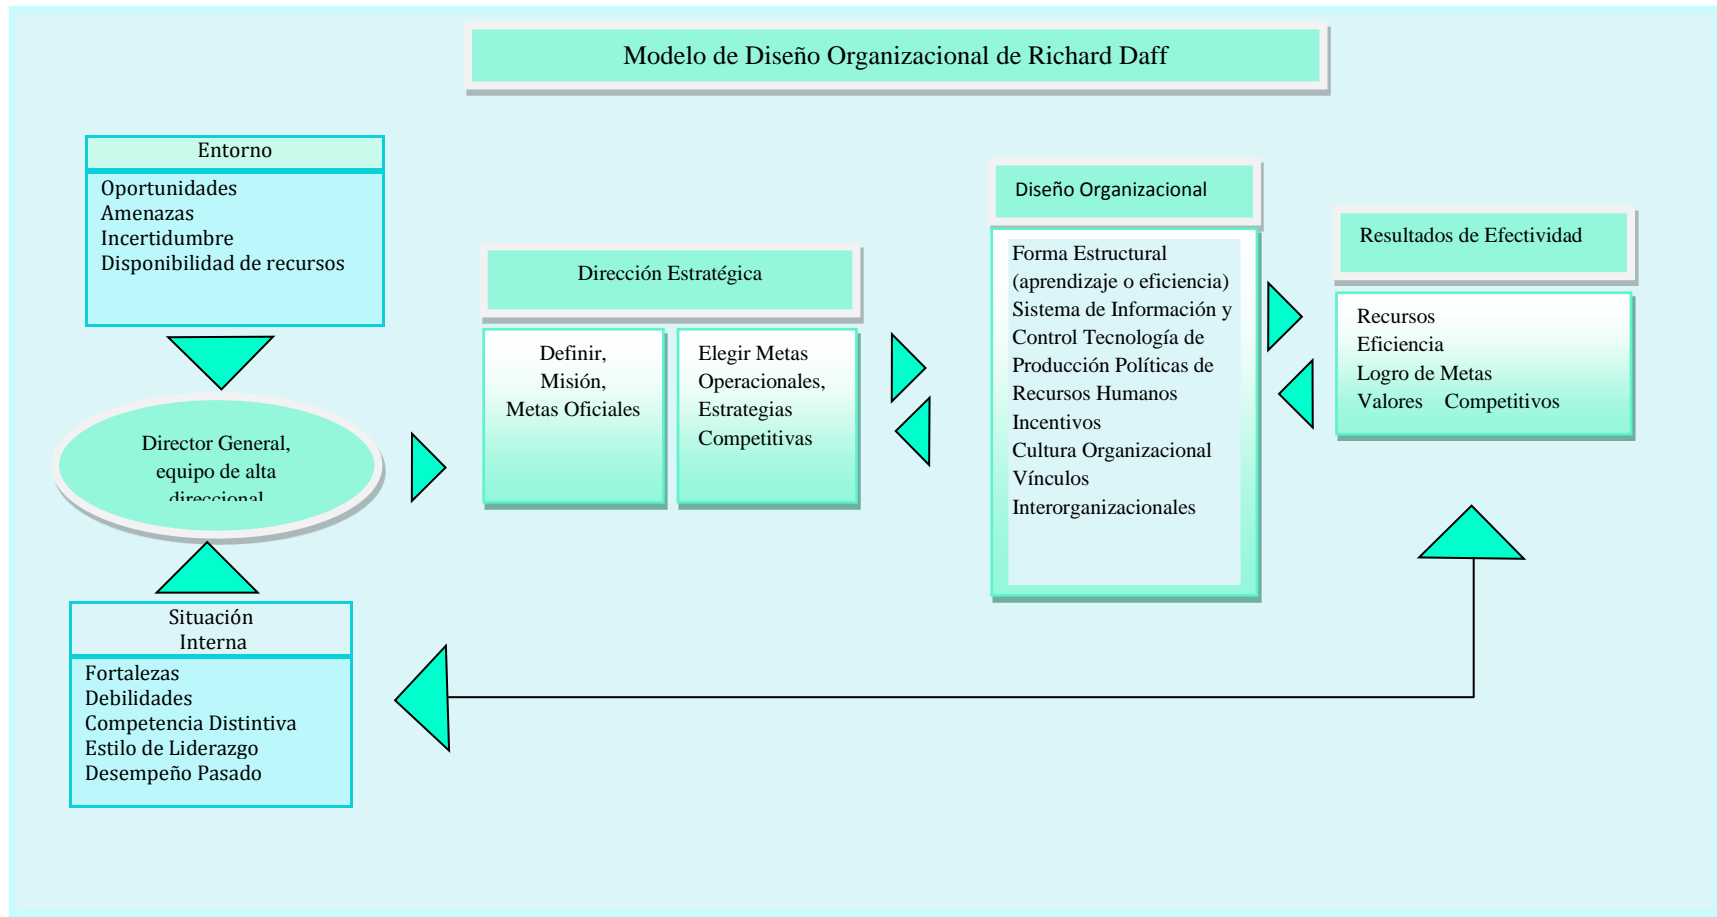 Modelo de Diseño Organizacional de Richard Daff
Entorno
Oportunidades
Amenazas
Incertidumbre
Disponibilidad de recursos
Director General,
equipo de alta
direccional
Situación
Interna
Fortalezas
Debilidades
Competencia Distintiva
Estilo de Liderazgo
Desempeño Pasado
Dirección Estratégica
Definir,
Misión,
Metas Oficiales
Elegir Metas
Operacionales,
Estrategias
Competitivas
Diseño Organizacional
Forma Estructural
(aprendizaje o eficiencia)
Sistema de Información y
Control Tecnología de
Producción Políticas de
Recursos Humanos
Incentivos
Cultura Organizacional
Vínculos
Interorganizacionales
Resultados de Efectividad
Recursos
Eficiencia
Logro de Metas
Valores Competitivos